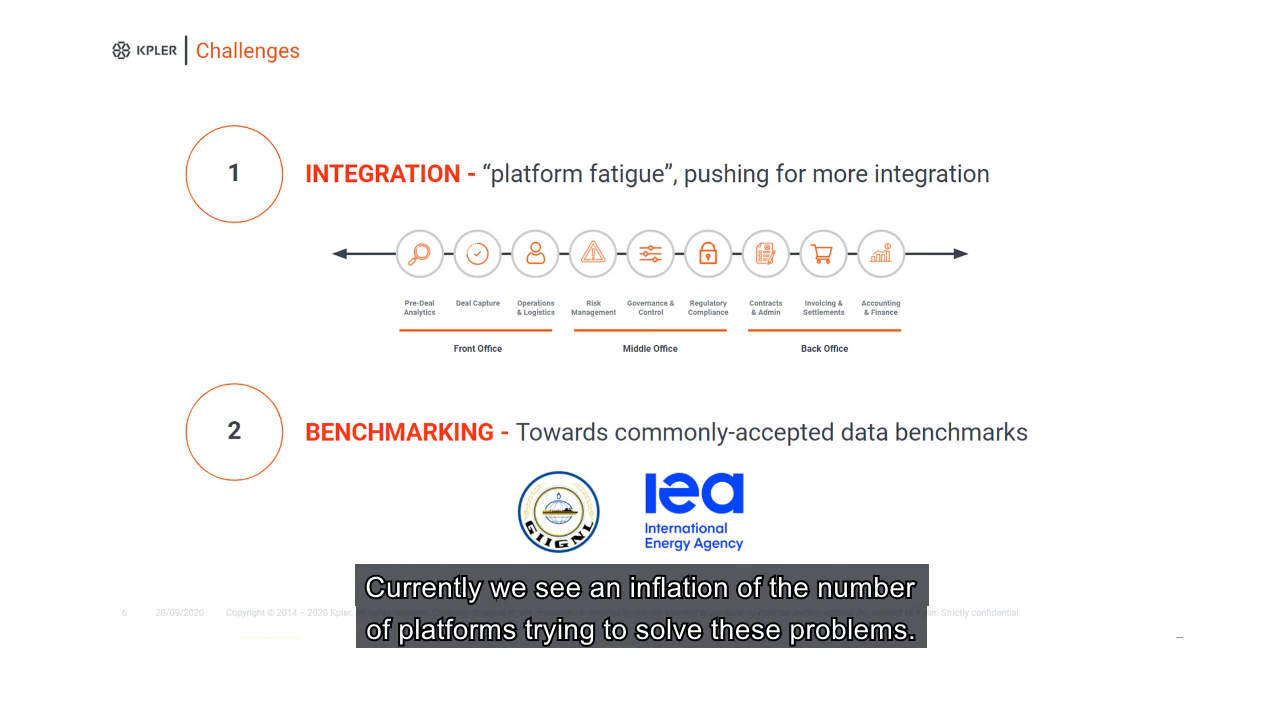 KPLER | Challenges
1
INTEGRATION - “platform fatigue”, pushing for more integration
Pre-Deal Analytics
Deal Capture
Operations & Logistics
Risk Management
Governance & Control
Regulatory Compliance
Contracts & Admin
Invoicing & Settlements
Accounting & Finance
Front Office
Middle Office
Back Office
2
BENCHMARKING - Towards commonly-accepted data benchmarks
GIIGNL
iea
International
Energy Agency
Currently we see an inflation of the number
of platforms trying to solve these problems.
6 28/09/2020 Copyright © 2014 – 2020 Kpler. Strictly confidential.